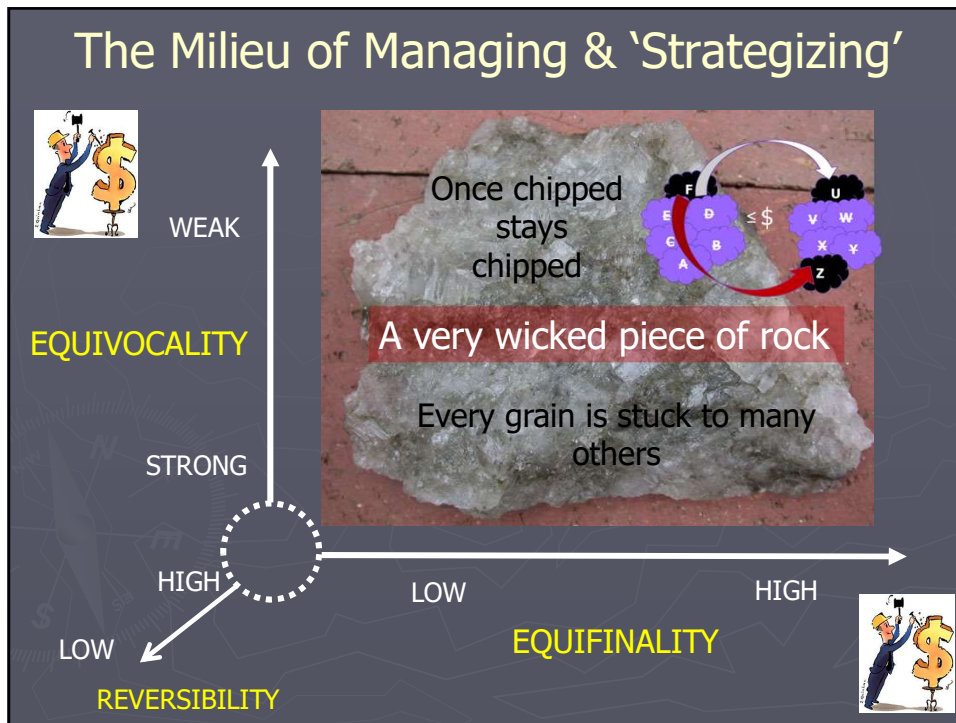 The Milieu of Managing & ‘Strategizing’
WEAK
EQUIVOCALITY
STRONG
Once chipped
stays
chipped
F
E D
C B
A
≤ $
U
V W
X Y
Z
A very wicked piece of rock
Every grain is stuck to many
others
HIGH
LOW
REVERSIBILITY
LOW
HIGH
EQUIFINALITY
$
$
N
S